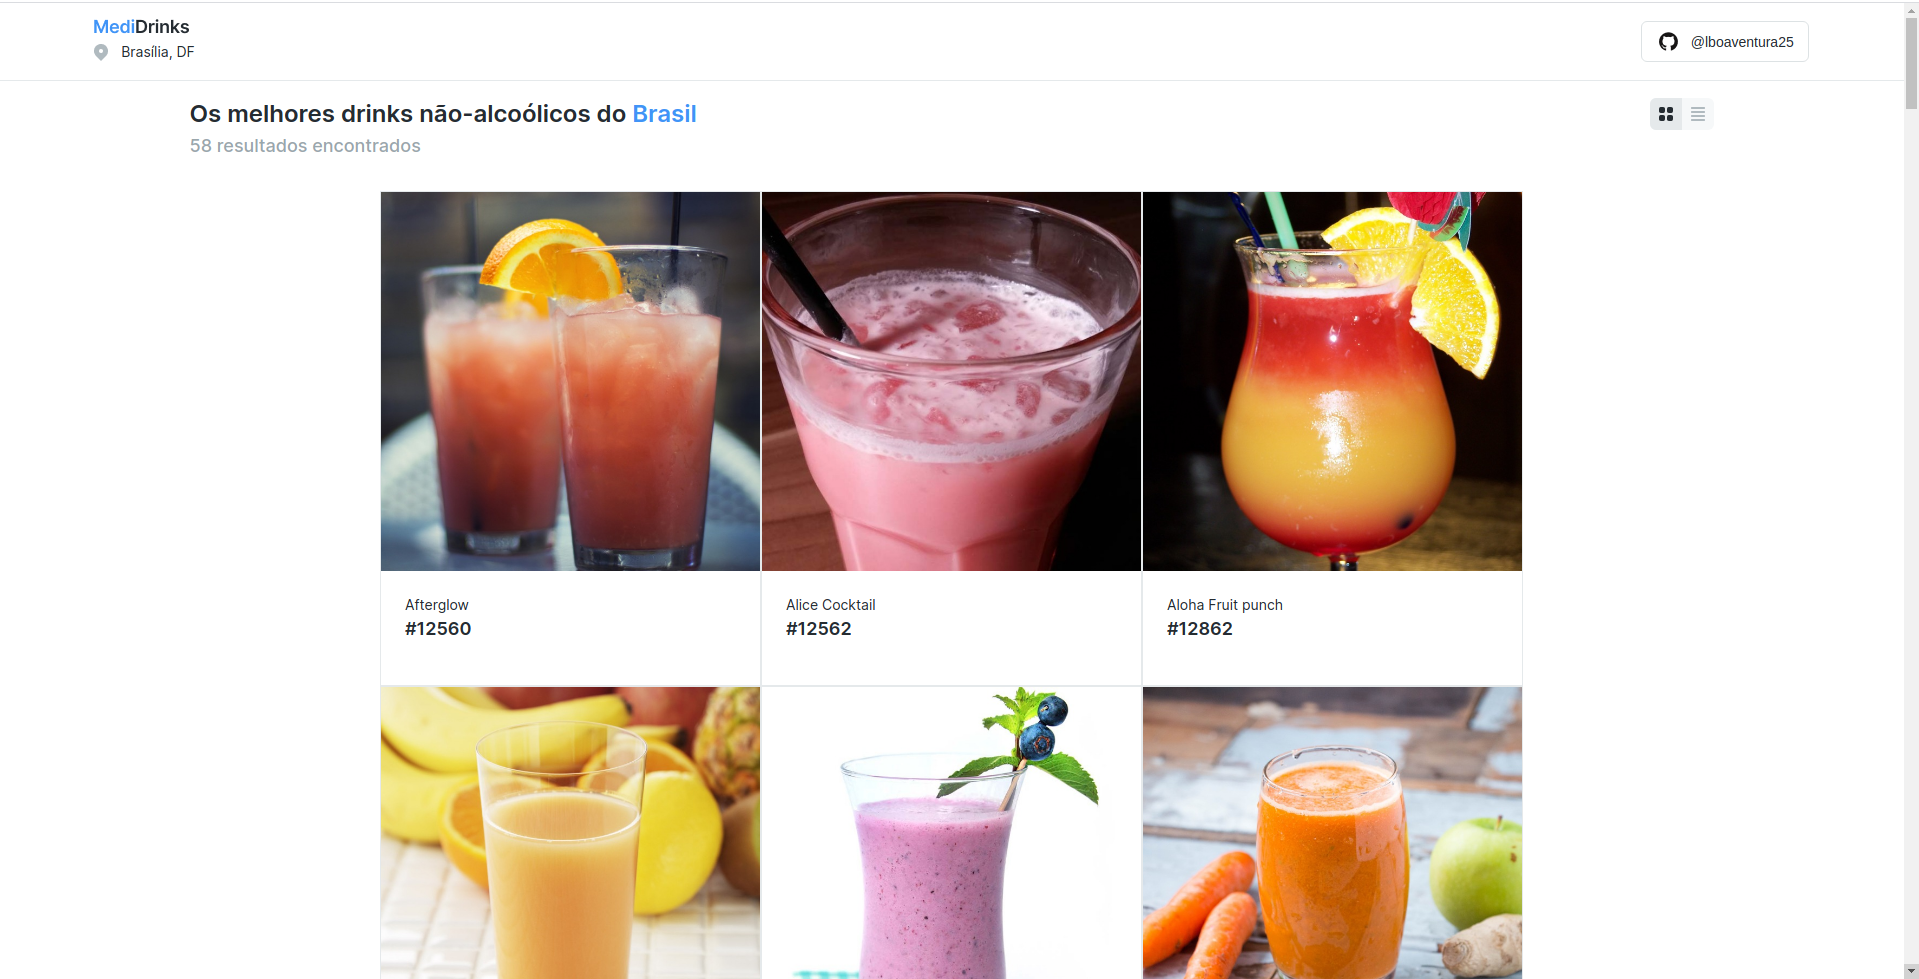 MediDrinks
Brasília, DF
@lboaventura25
Os melhores drinks não-alcoólicos do Brasil
58 resultados encontrados
Afterglow
#12560
Alice Cocktail
#12562
Aloha Fruit punch
#12862